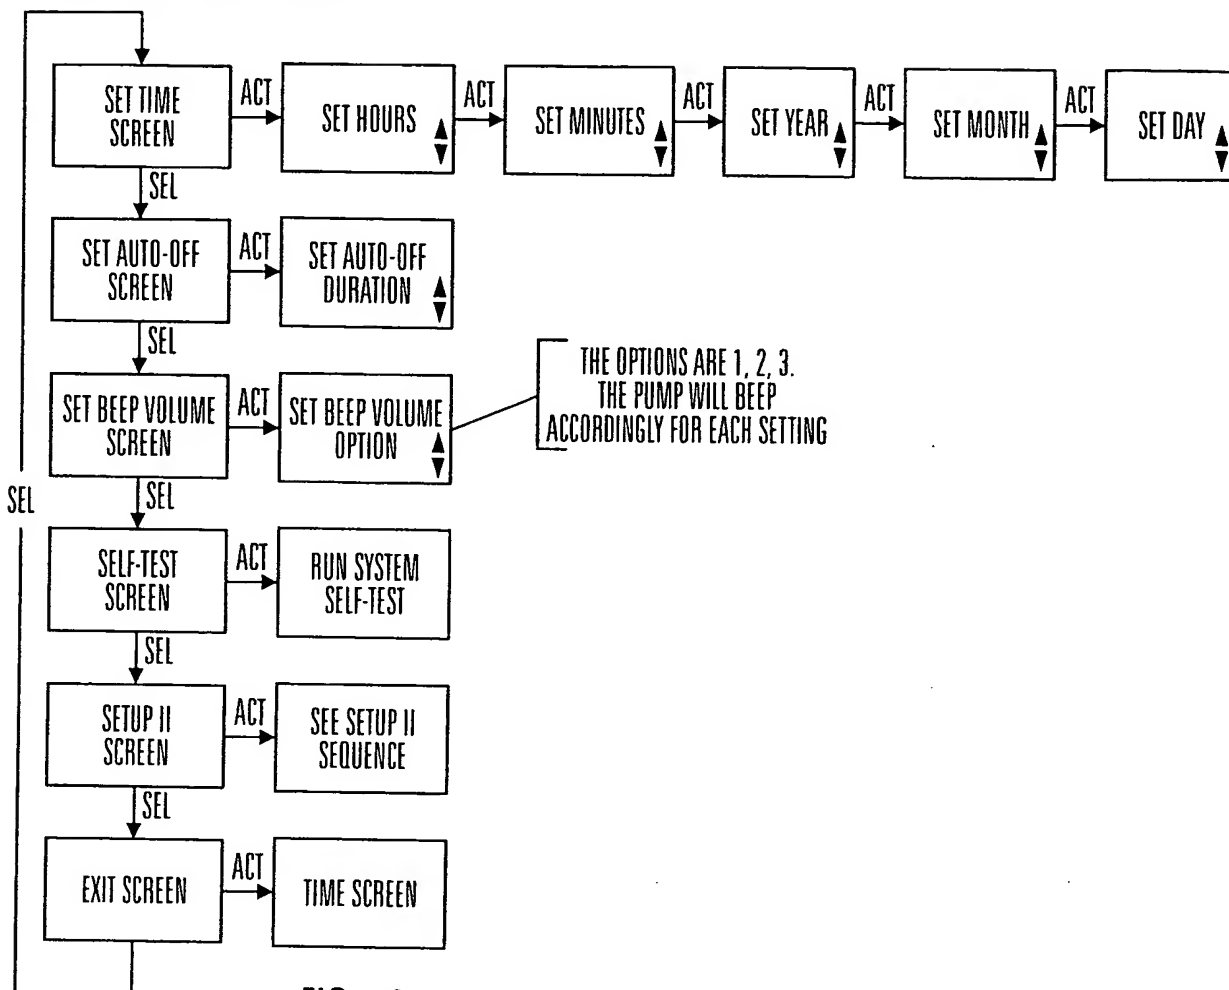 SET TIME
SCREEN
ACT
SET HOURS
ACT
SET MINUTES
ACT
SET YEAR
ACT
SET MONTH
ACT
SET DAY
SEL
SET AUTO-OFF
SCREEN
ACT
SET AUTO-OFF
DURATION
SEL
SET BEEP VOLUME
SCREEN
ACT
SET BEEP VOLUME
OPTION
THE OPTIONS ARE 1, 2, 3.
THE PUMP WILL BEEP
ACCORDINGLY FOR EACH SETTING
SEL
SEL
SELF-TEST
SCREEN
ACT
RUN SYSTEM
SELF-TEST
SEL
SETUP II
SCREEN
ACT
SEE SETUP II
SEQUENCE
SEL
EXIT SCREEN
ACT
TIME SCREEN